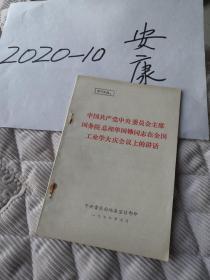 2020-10
安康
中国共产党中央委员会主席
国务院总理华国锋同志在全国
工业学大庆会议上的讲话